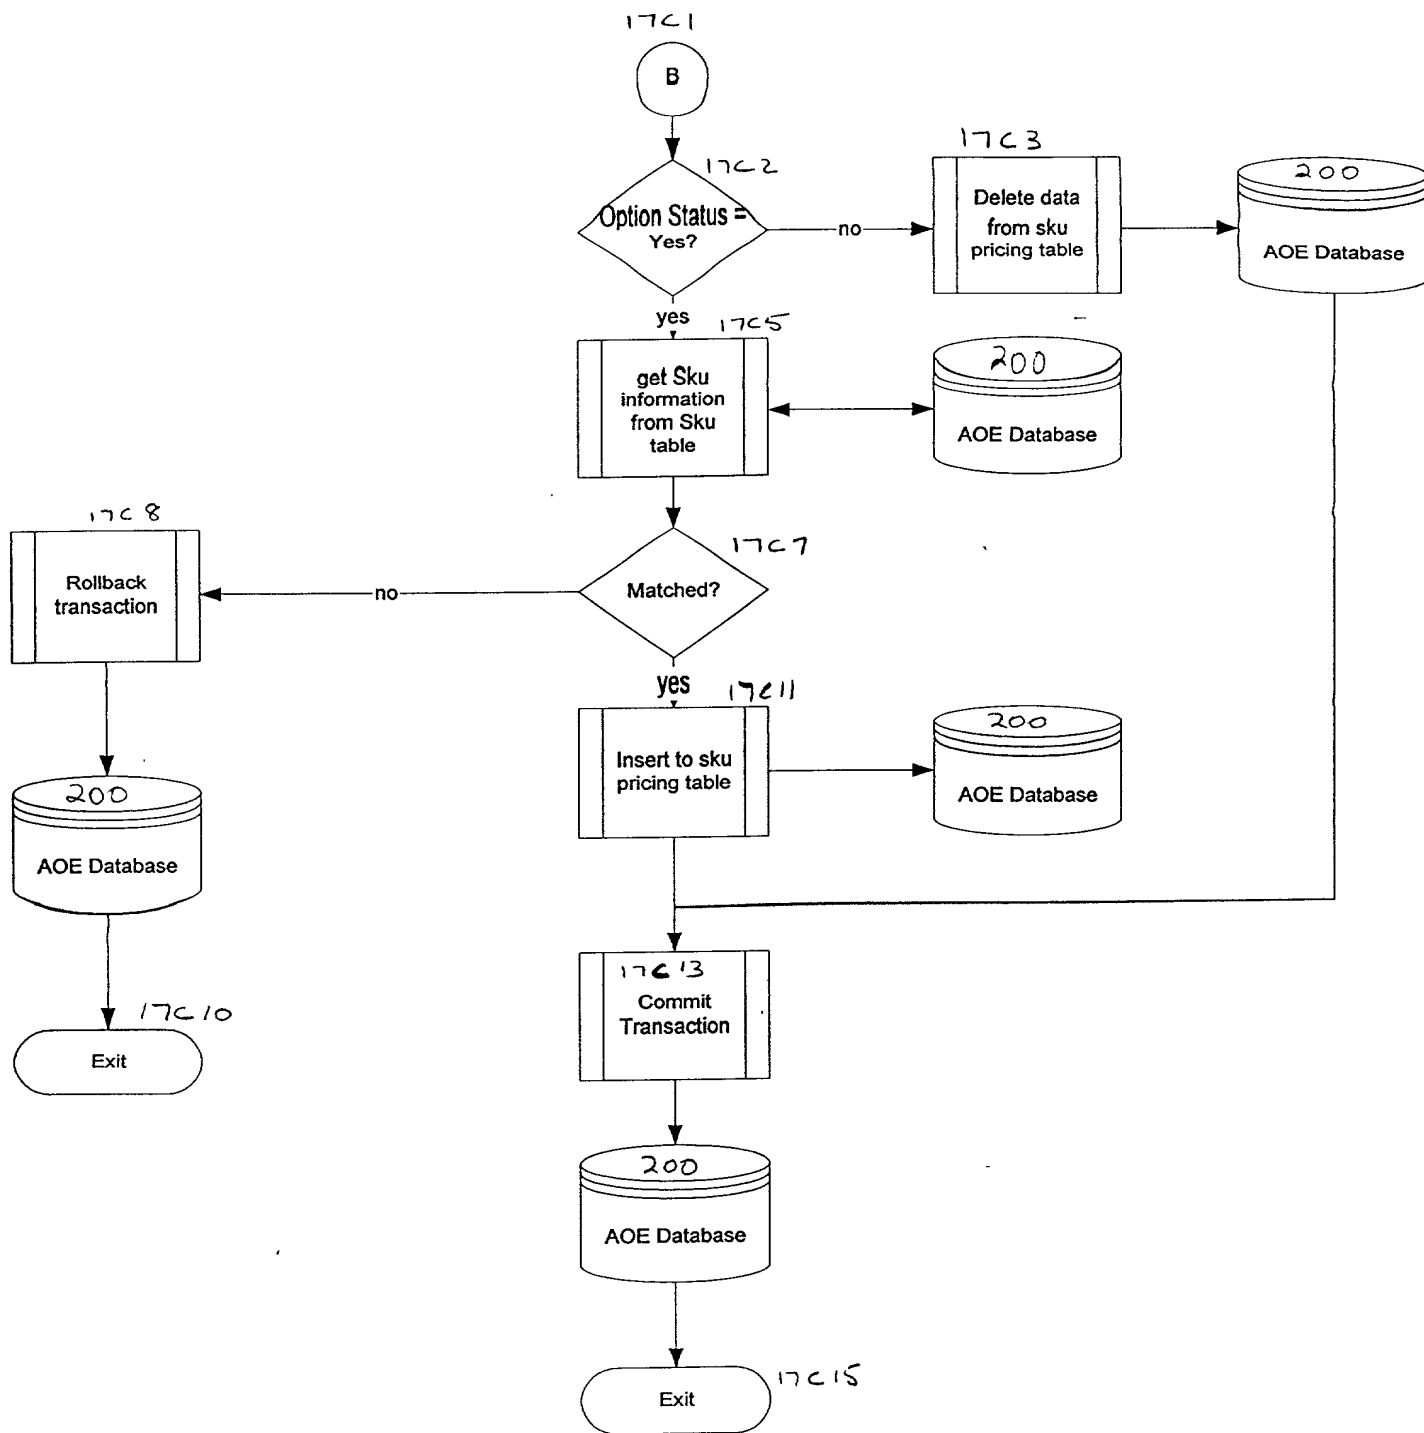 17C1
B
17C2
Option Status =
Yes?
no
17C3
Delete data
from sku
pricing table
200
AOE Database
yes
17C5
get Sku
information
from Sku
table
200
AOE Database
17C7
Matched?
no
17C8
Rollback
transaction
200
AOE Database
17C10
Exit
yes
17C11
Insert to sku
pricing table
200
AOE Database
17C13
Commit
Transaction
200
AOE Database
17C15
Exit